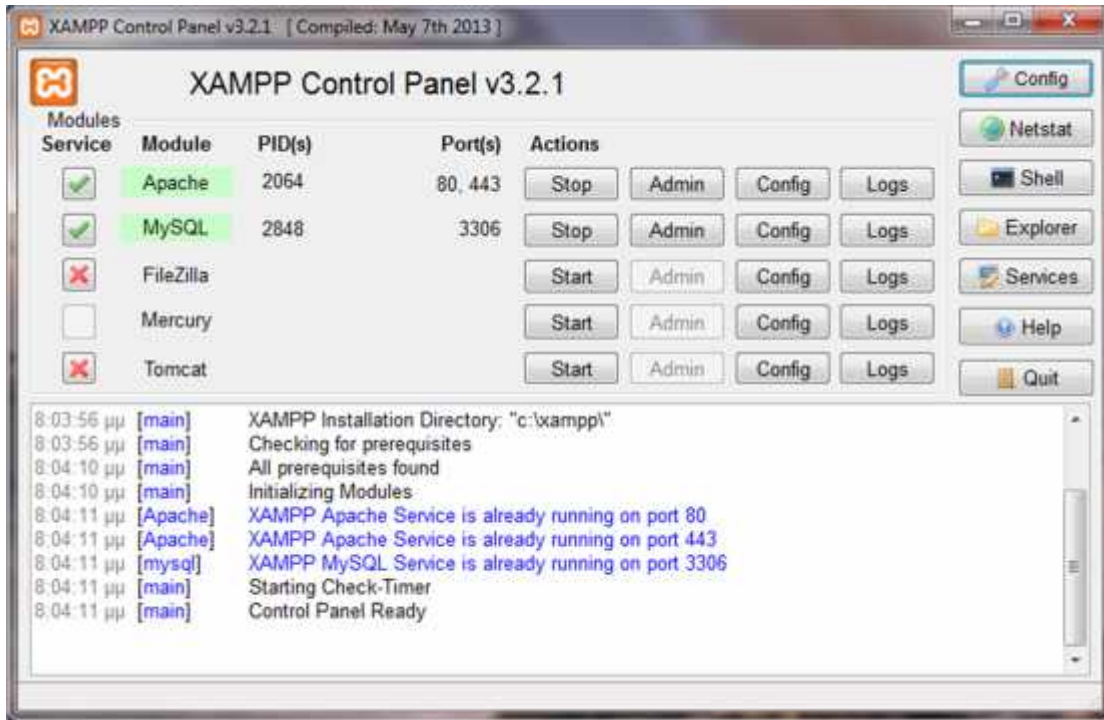 XAMPP Control Panel v3.2.1 [ Compiled: May 7th 2013 ]
XAMPP Control Panel v3.2.1
Config
Modules
Service Module PID(s) Port(s) Actions
Netstat
Apache 2064 80, 443 Stop Admin Config Logs
Shell
MySQL 2848 3306 Stop Admin Config Logs
Explorer
FileZilla Start Admin Config Logs
Services
Mercury Start Admin Config Logs
Help
Tomcat Start Admin Config Logs
Quit
8:03:56 μμ [main] XAMPP Installation Directory: "c:\xampp\"
8:03:56 μμ [main] Checking for prerequisites
8:04:10 μμ [main] All prerequisites found
8:04:10 μμ [main] Initializing Modules
8:04:11 μμ [Apache] XAMPP Apache Service is already running on port 80
8:04:11 μμ [Apache] XAMPP Apache Service is already running on port 443
8:04:11 μμ [mysql] XAMPP MySQL Service is already running on port 3306
8:04:11 μμ [main] Starting Check-Timer
8:04:11 μμ [main] Control Panel Ready